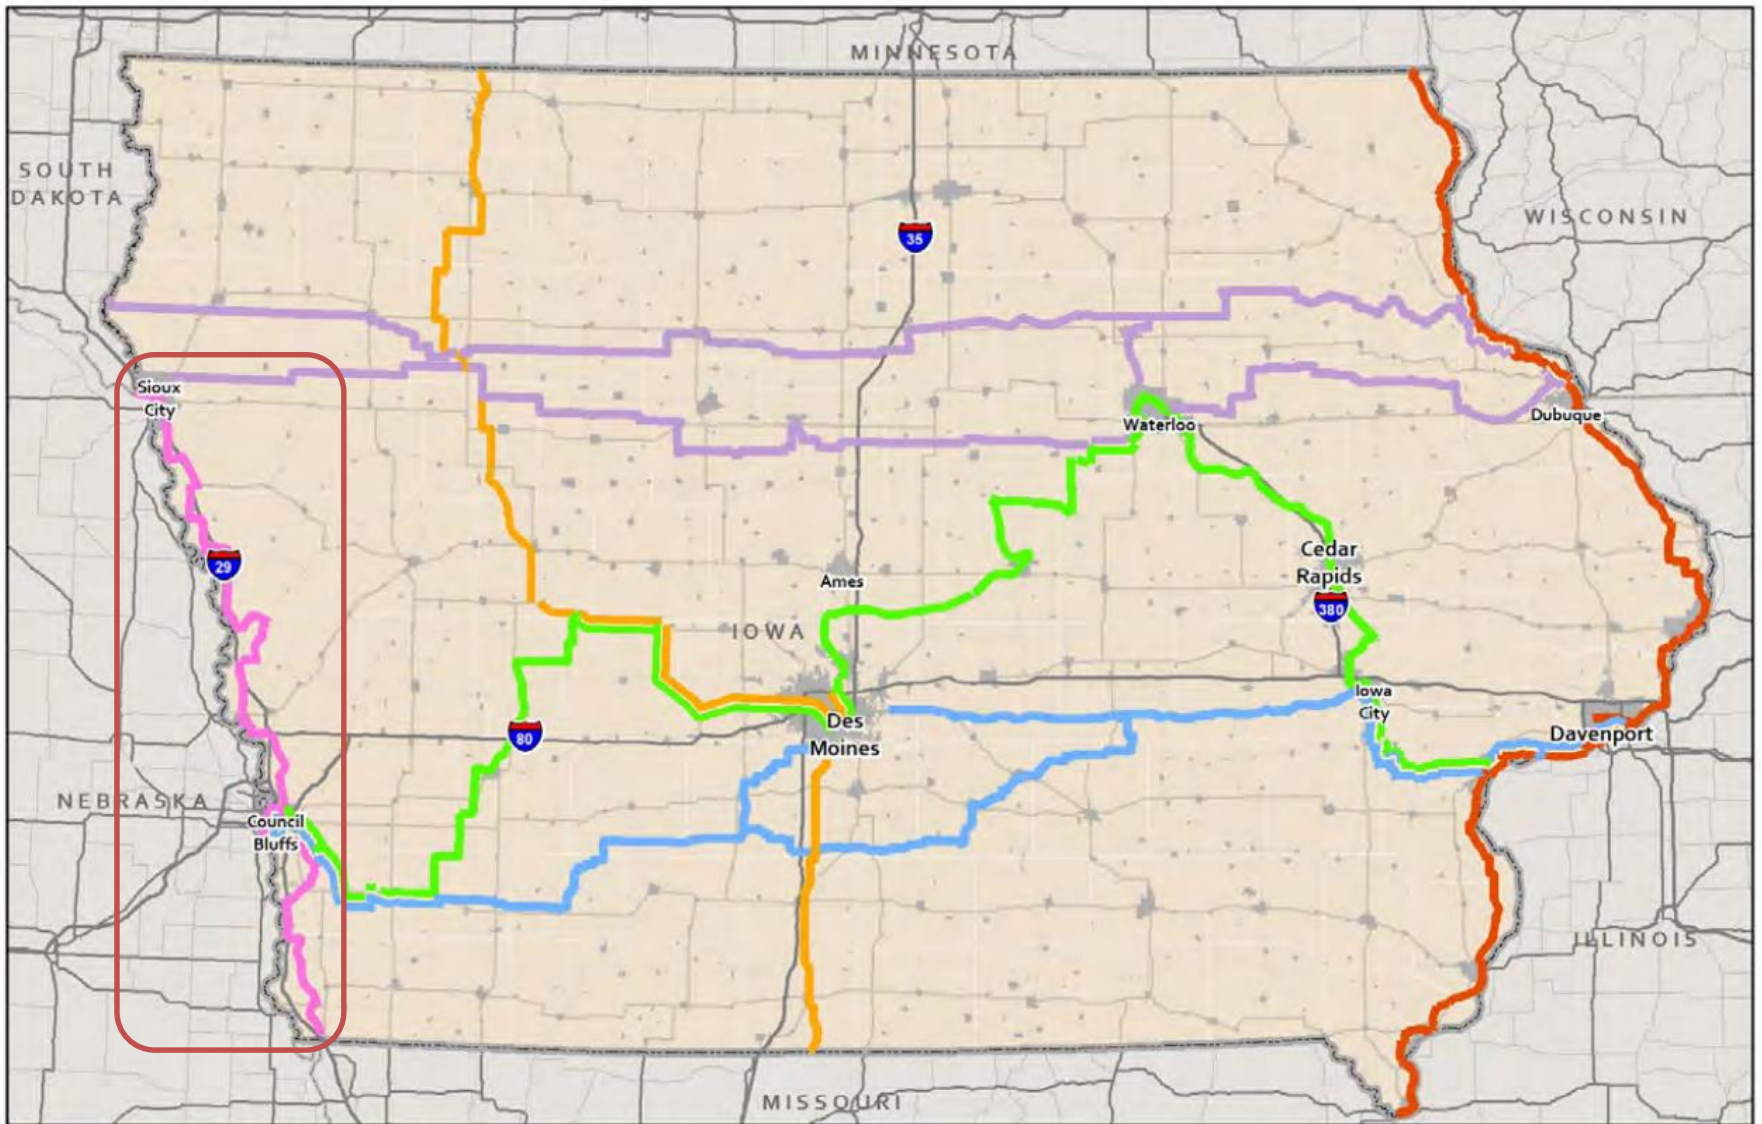 MINNESOTA
SOUTH
DAKOTA
WISCONSIN
35
Sioux
City
Dubuque
Waterloo
29
Cedar
Rapids
Ames
380
IOWA
Iowa
City
Des
Moines
Davenport
80
NEBRASKA
Council
Bluffs
ILLINOIS
MISSOURI